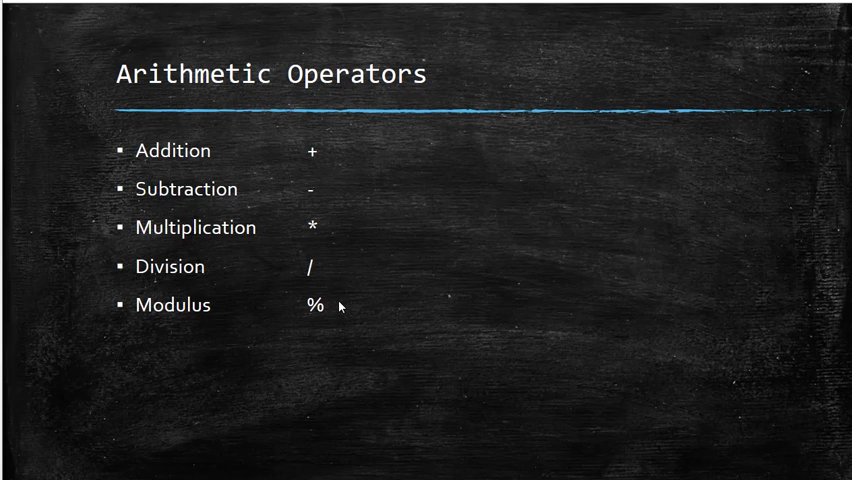 Arithmetic Operators
▪ Addition +
▪ Subtraction -
▪ Multiplication *
▪ Division /
▪ Modulus %